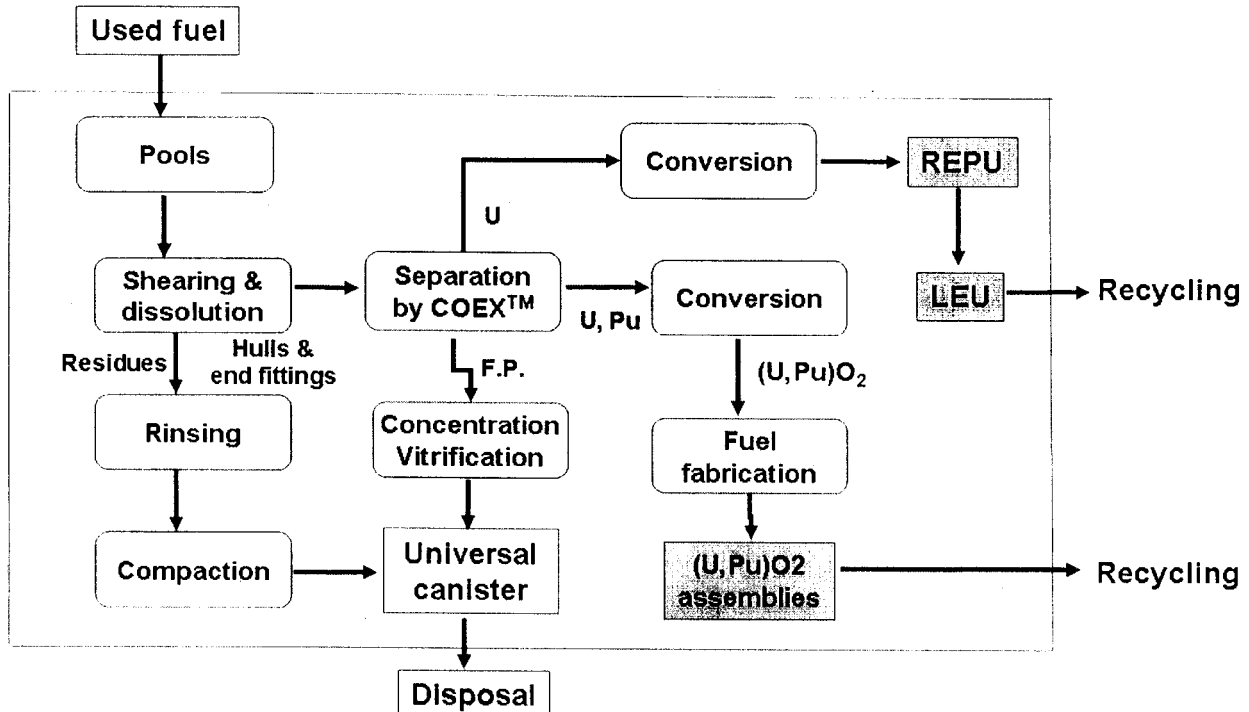 Used fuel
Pools
Conversion
REPU
U
Shearing &
dissolution
Separation
by COEX™
U, Pu
Conversion
LEU
Recycling
Residues
Hulls &
end fittings
F.P.
(U,Pu)O₂
Rinsing
Concentration
Vitrification
Fuel
fabrication
Compaction
Universal
canister
(U,Pu)O2
assemblies
Recycling
Disposal